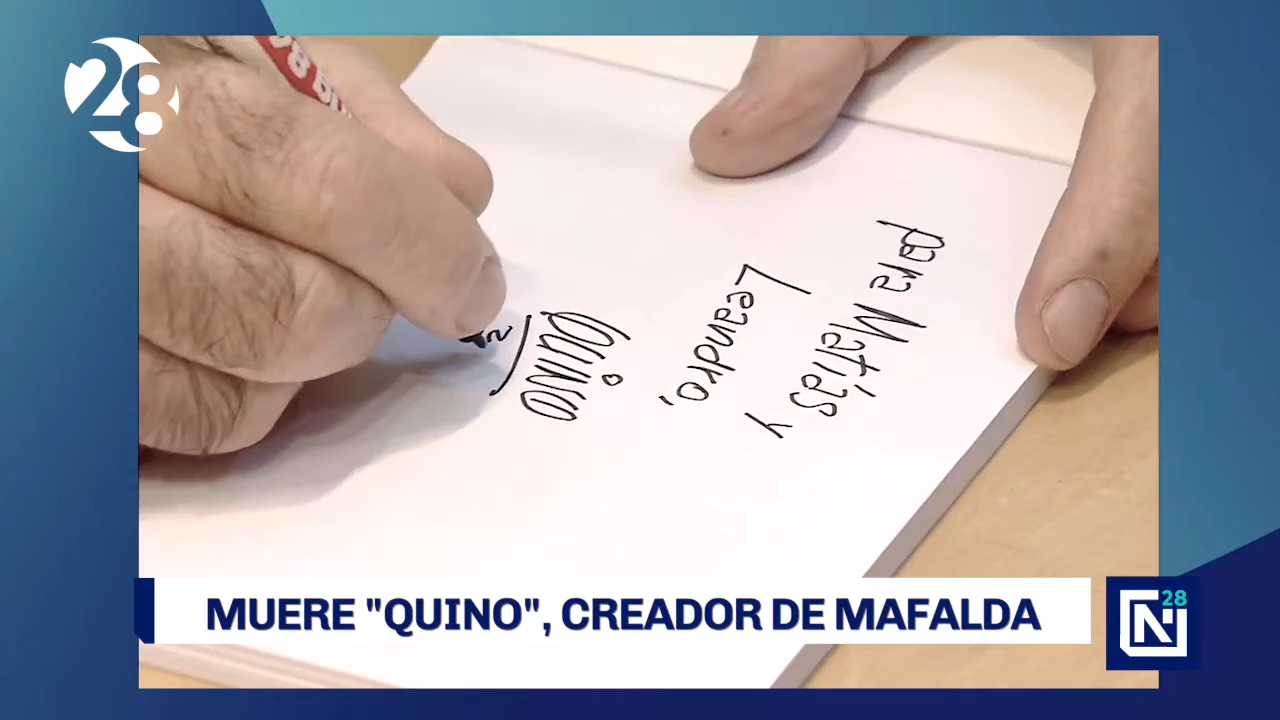 28
para Matías y
Leandro,
Quino
MUERE "QUINO", CREADOR DE MAFALDA
N28